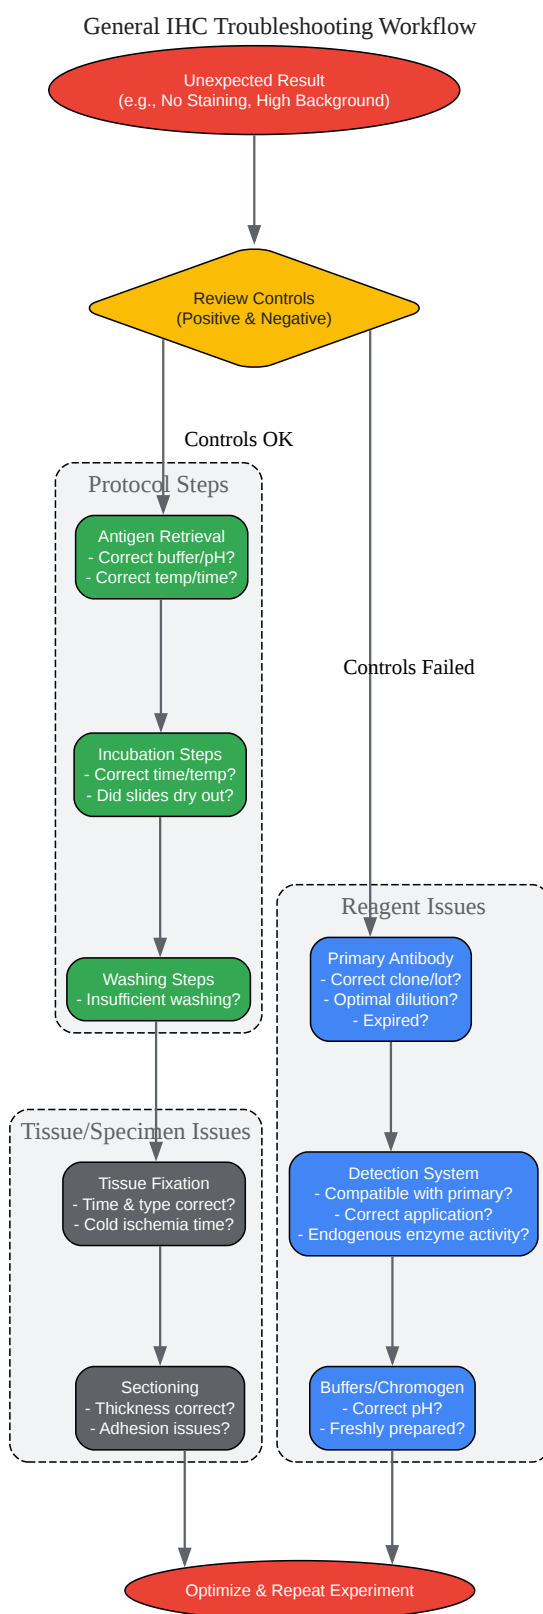 General IHC Troubleshooting Workflow
Unexpected Result
(e.g., No Staining, High Background)
Review Controls
(Positive & Negative)
Controls OK
Protocol Steps
Antigen Retrieval
- Correct buffer/pH?
- Correct temp/time?
Incubation Steps
- Correct time/temp?
- Did slides dry out?
Washing Steps
- Insufficient washing?
Tissue/Specimen Issues
Tissue Fixation
- Time & type correct?
- Cold ischemia time?
Sectioning
- Thickness correct?
- Adhesion issues?
Controls Failed
Reagent Issues
Primary Antibody
- Correct clone/lot?
- Optimal dilution?
- Expired?
Detection System
- Compatible with primary?
- Correct application?
- Endogenous enzyme activity?
Buffers/Chromogen
- Correct pH?
- Freshly prepared?
Optimize & Repeat Experiment